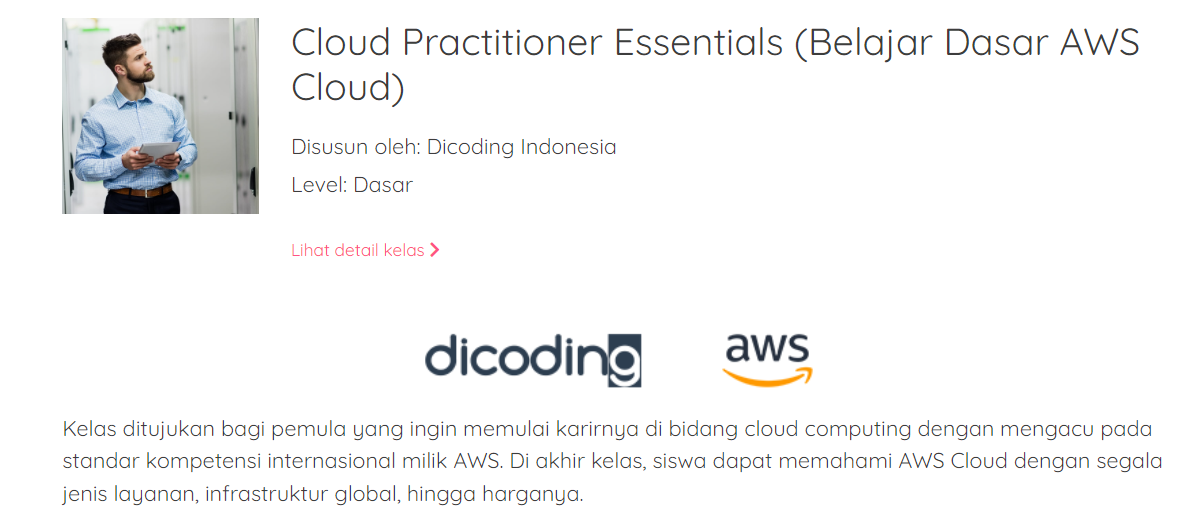 Cloud Practitioner Essentials (Belajar Dasar AWS
Cloud)
Disusun oleh: Dicoding Indonesia
Level: Dasar
Lihat detail kelas
dicoding
aws
Kelas ditujukan bagi pemula yang ingin memulai karirnya di bidang cloud computing dengan mengacu pada
standar kompetensi internasional milik AWS. Di akhir kelas, siswa dapat memahami AWS Cloud dengan segala
jenis layanan, infrastruktur global, hingga harganya.